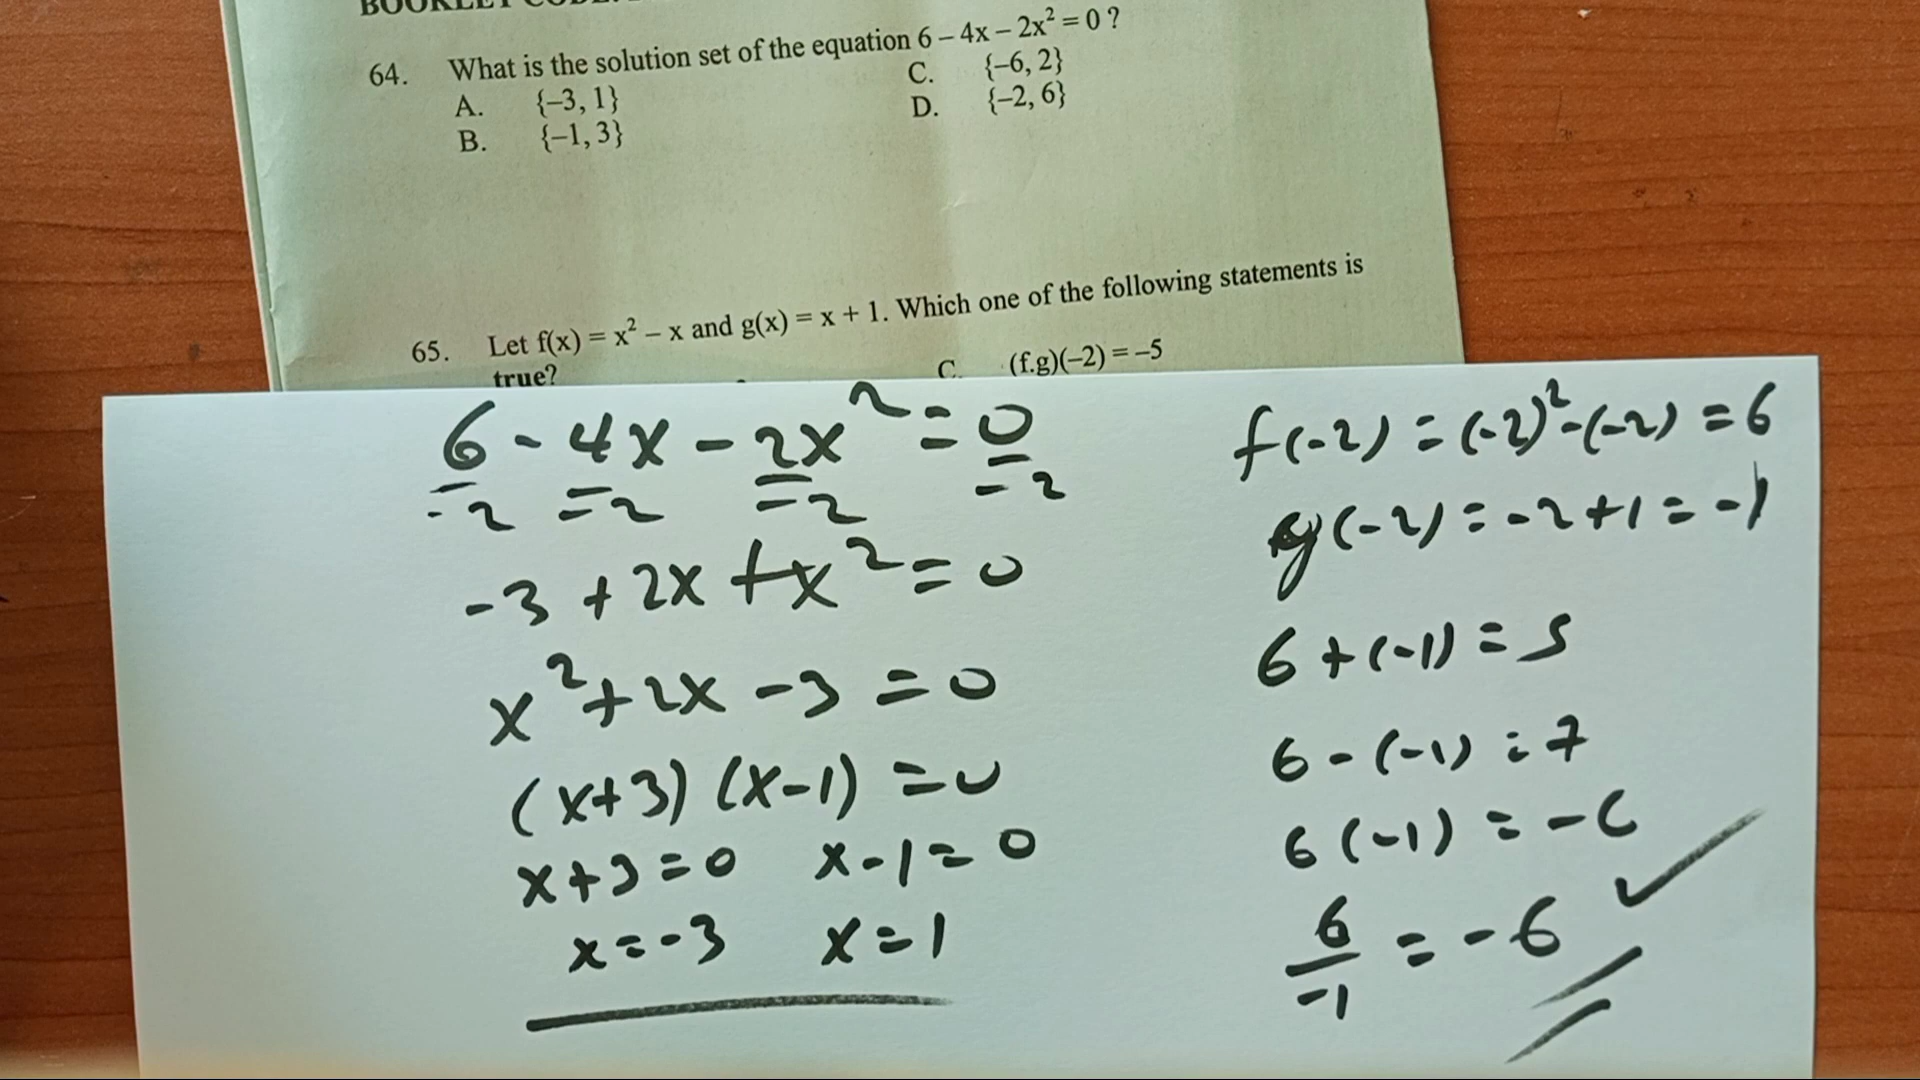 64. What is the solution set of the equation 6 – 4x – 2x² = 0 ?
A. {–3, 1} C. {–6, 2}
B. {–1, 3} D. {–2, 6}
65. Let f(x) = x² – x and g(x) = x + 1. Which one of the following statements is
true? C. (f.g)(–2) = –5
6 - 4x - 2x² = 0
-2 -2 -2 -2
-3 + 2x + x² = 0
x² + 2x - 3 = 0
(x+3) (x-1) = 0
x+3=0 x-1=0
x=-3 x=1
f(-2) = (-2)² - (-2) = 6
g(-2) = -2+1 = -1
6 + (-1) = 5
6 - (-1) = 7
6 (-1) = -6
6/-1 = -6